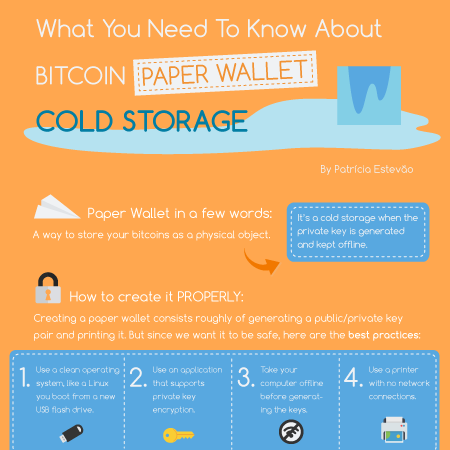 What You Need To Know About
BITCOIN PAPER WALLET
COLD STORAGE
By Patrícia Estevão
Paper Wallet in a few words:
A way to store your bitcoins as a physical object.
It's a cold storage when the
private key is generated
and kept offline.
How to create it PROPERLY:
Creating a paper wallet consists roughly of generating a public/private key
pair and printing it. But since we want it to be safe, here are the best practices:
1. Use a clean operating
system, like a Linux
you boot from a new
USB flash drive.
2. Use an application
that supports
private key
encryption.
3. Take your
computer offline
before generat-
ing the keys.
4. Use a printer
with no network
connections.